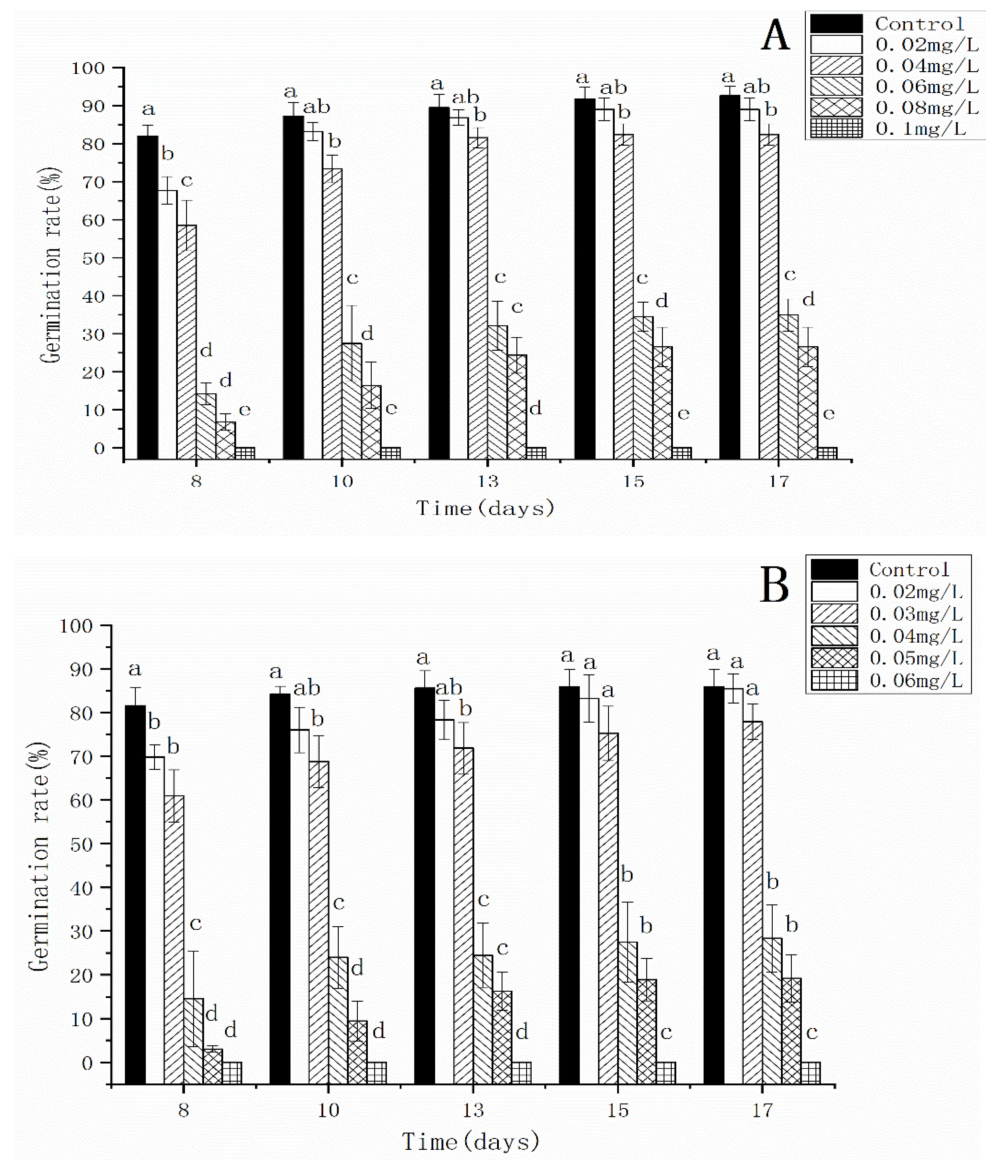 A
Control
0.02mg/L
0.04mg/L
0.06mg/L
0.08mg/L
0.1mg/L
Germination rate(%)
100
90
80
70
60
50
40
30
20
10
0
a b c d d e
a ab b c d e
a ab b c c d
a ab b c d e
a ab b c d e
8 10 13 15 17
Time(days)
B
Control
0.02mg/L
0.03mg/L
0.04mg/L
0.05mg/L
0.06mg/L
Germination rate(%)
100
90
80
70
60
50
40
30
20
10
0
a b b c d d
a ab b c d d
a ab b c c d
a a a b b c
a a a b b c
8 10 13 15 17
Time(days)